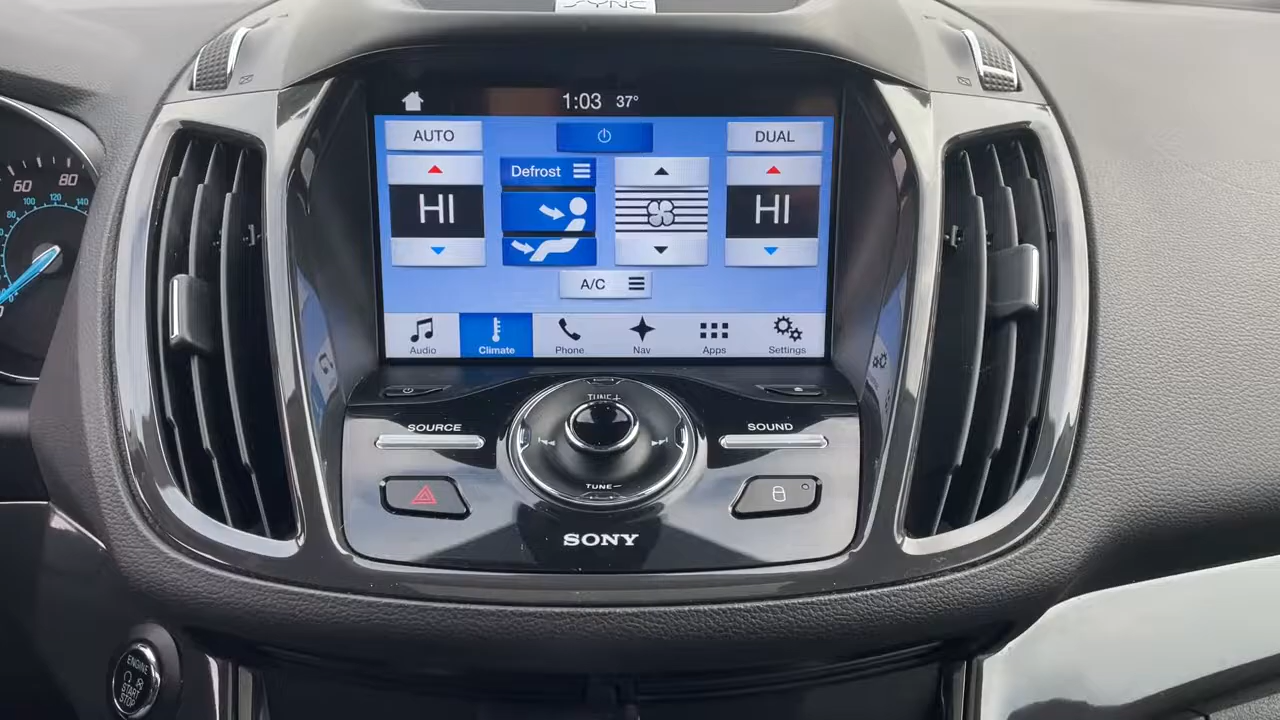 SYNC
1:03 37°
AUTO
DUAL
Defrost
HI
HI
A/C
Audio
Climate
Phone
Nav
Apps
Settings
60 80
80 100 120 140
TUNE+
SOURCE
SOUND
TUNE−
SONY
ENGINE
START
STOP